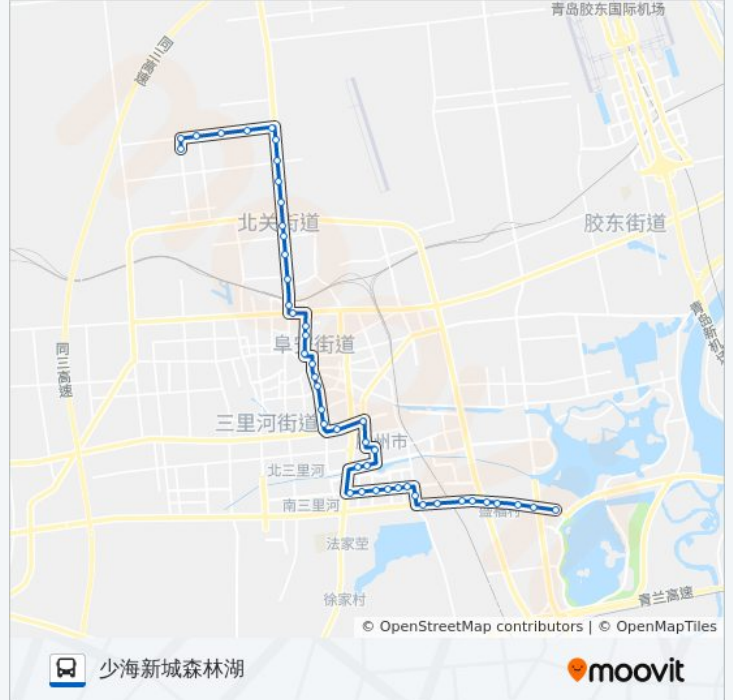 青岛胶东国际机场
同三高速
北关街道
胶东街道
青岛新机场
阜安街道
同三高速
三里河街道
州市
北三里河
南三里河
法家茔
徐家村
青兰高速
© OpenStreetMap contributors | © OpenMapTiles
少海新城森林湖
moovit